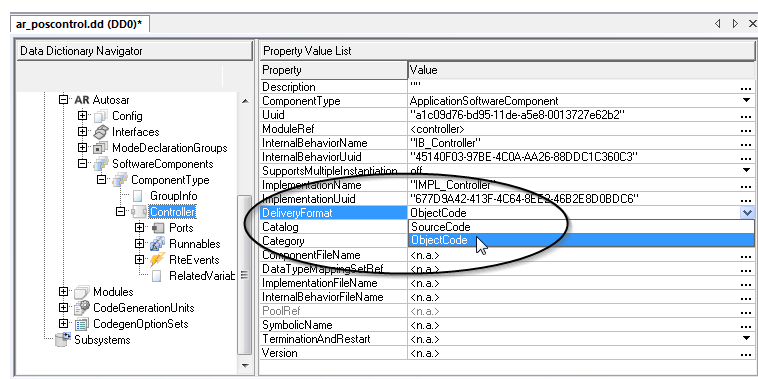 ar_poscontrol.dd (DD0)*
Data Dictionary Navigator
AR Autosar
Config
Interfaces
ModeDeclarationGroups
SoftwareComponents
ComponentType
GroupInfo
Controller
Ports
Runnables
RteEvents
RelatedVariab
Modules
CodeGenerationUnits
CodegenOptionSets
Subsystems
Property Value List
Property Value
Description ""
ComponentType ApplicationSoftwareComponent
Uuid "a1c09d76-bd95-11de-a5e8-0013727e62b2"
ModuleRef <controller>
InternalBehaviorName "IB_Controller"
InternalBehaviorUuid "45140F03-97BE-4C0A-AA26-88DDC1C360C3"
SupportsMultipleInstantiation off
ImplementationName "IMPL_Controller"
ImplementationUuid "677D9A42-413F-4C64-8EE2-46B2E8D0BDC6"
DeliveryFormat ObjectCode
Catalog SourceCode
Category ObjectCode
ComponentFileName <n.a.>
DataTypeMappingSetRef <n.a.>
ImplementationFileName <n.a.>
InternalBehaviorFileName <n.a.>
PoolRef <n.a.>
SymbolicName <n.a.>
TerminationAndRestart <n.a.>
Version <n.a.>